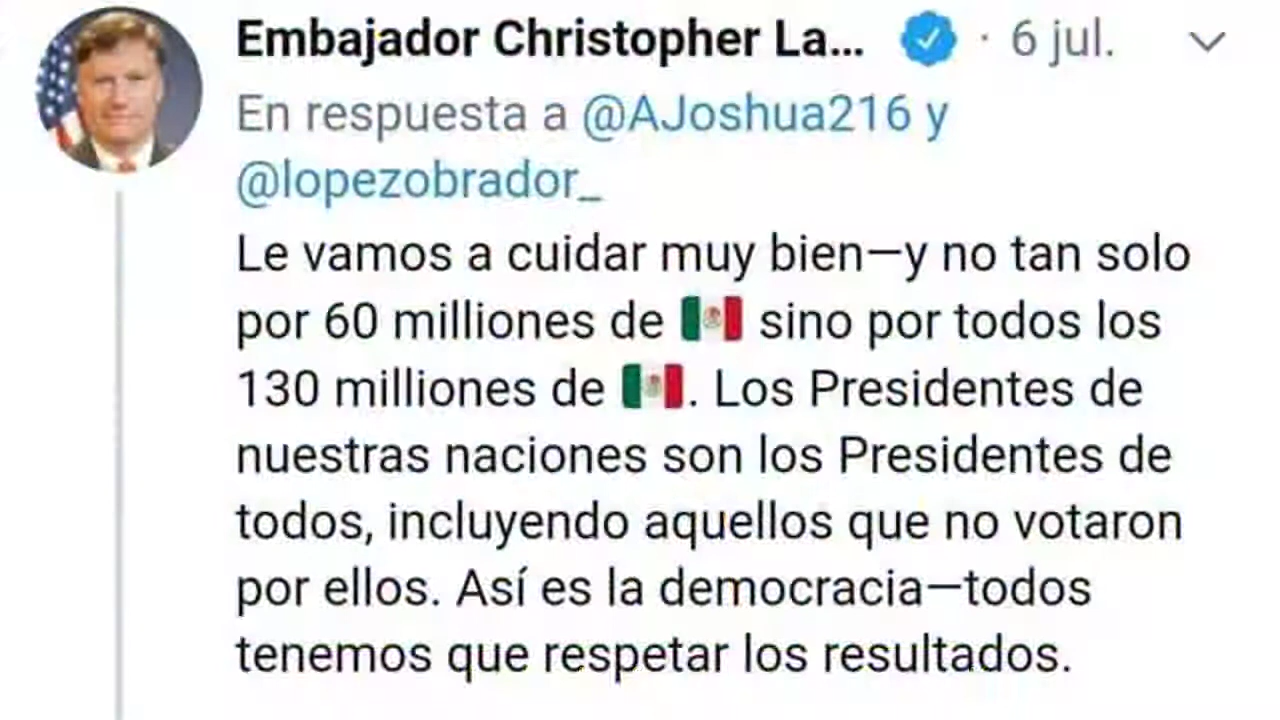 Embajador Christopher La... · 6 jul.
En respuesta a @AJoshua216 y
@lopezobrador_
Le vamos a cuidar muy bien—y no tan solo
por 60 milliones de 🇲🇽 sino por todos los
130 milliones de 🇲🇽. Los Presidentes de
nuestras naciones son los Presidentes de
todos, incluyendo aquellos que no votaron
por ellos. Así es la democracia—todos
tenemos que respetar los resultados.